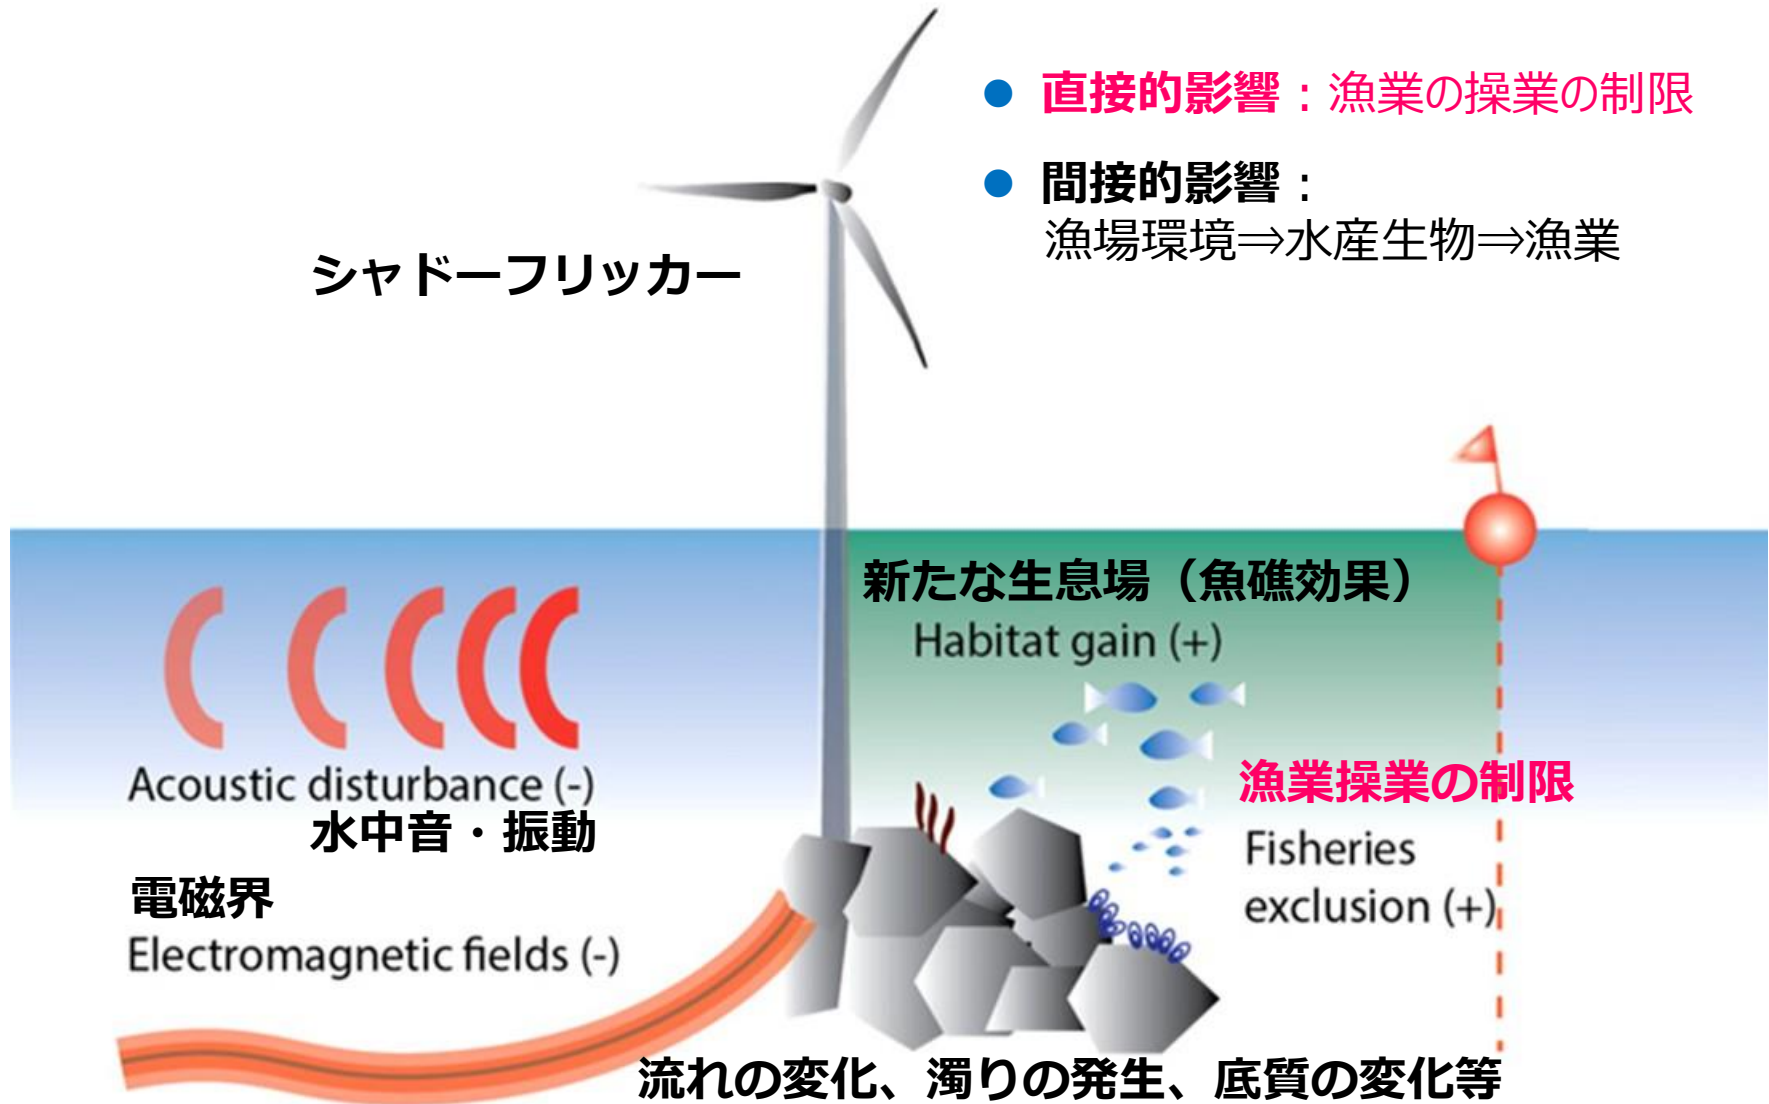 ● 直接的影響：漁業の操業の制限
● 間接的影響：
漁場環境⇒水産生物⇒漁業
シャドーフリッカー
新たな生息場（魚礁効果）
Habitat gain (+)
Acoustic disturbance (-)
水中音・振動
漁業操業の制限
Fisheries
exclusion (+)
電磁界
Electromagnetic fields (-)
流れの変化、濁りの発生、底質の変化等